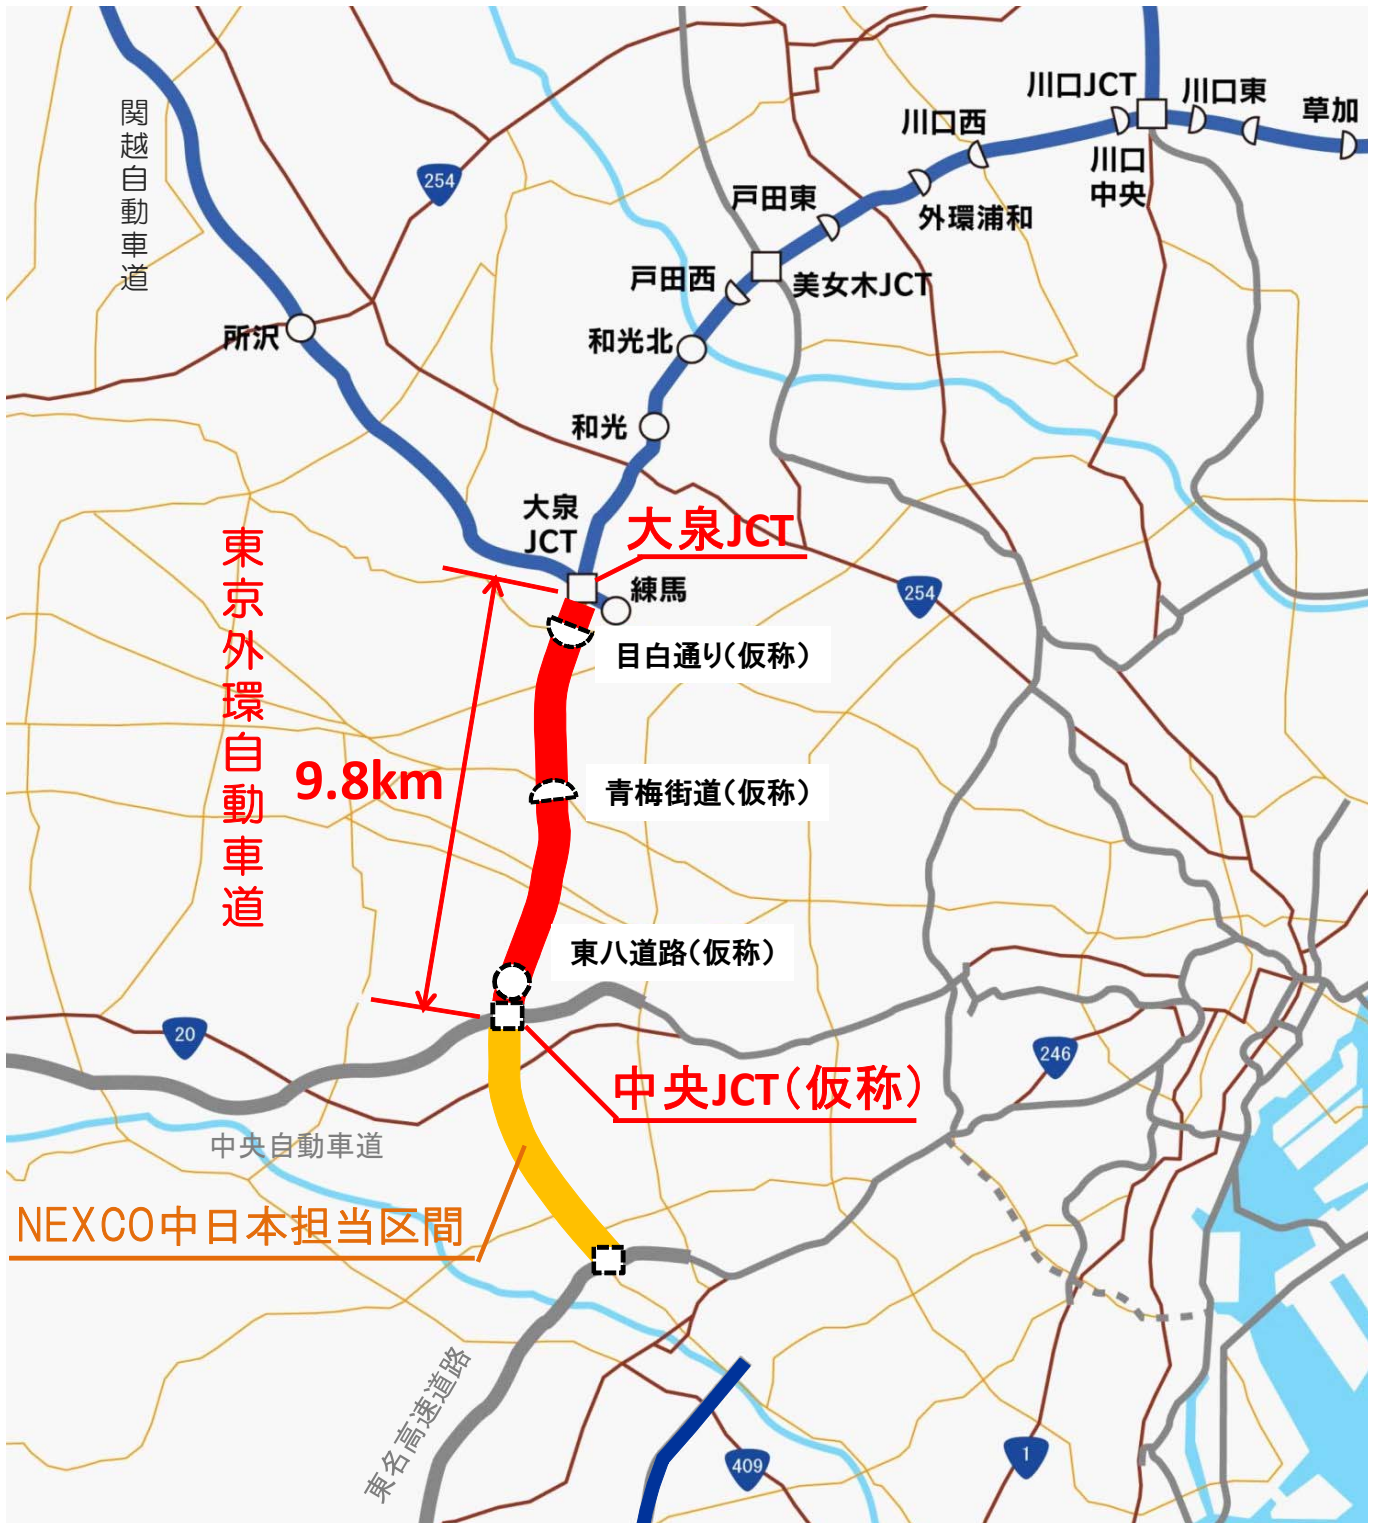 川口JCT
川口東
草加
川口西
川口
中央
関越自動車道
254
戸田東
外環浦和
戸田西
美女木JCT
所沢
和光北
和光
大泉
JCT
大泉JCT
練馬
254
東京外環自動車道
目白通り(仮称)
9.8km
青梅街道(仮称)
東八道路(仮称)
20
246
中央JCT(仮称)
中央自動車道
NEXCO中日本担当区間
東名高速道路
409
1